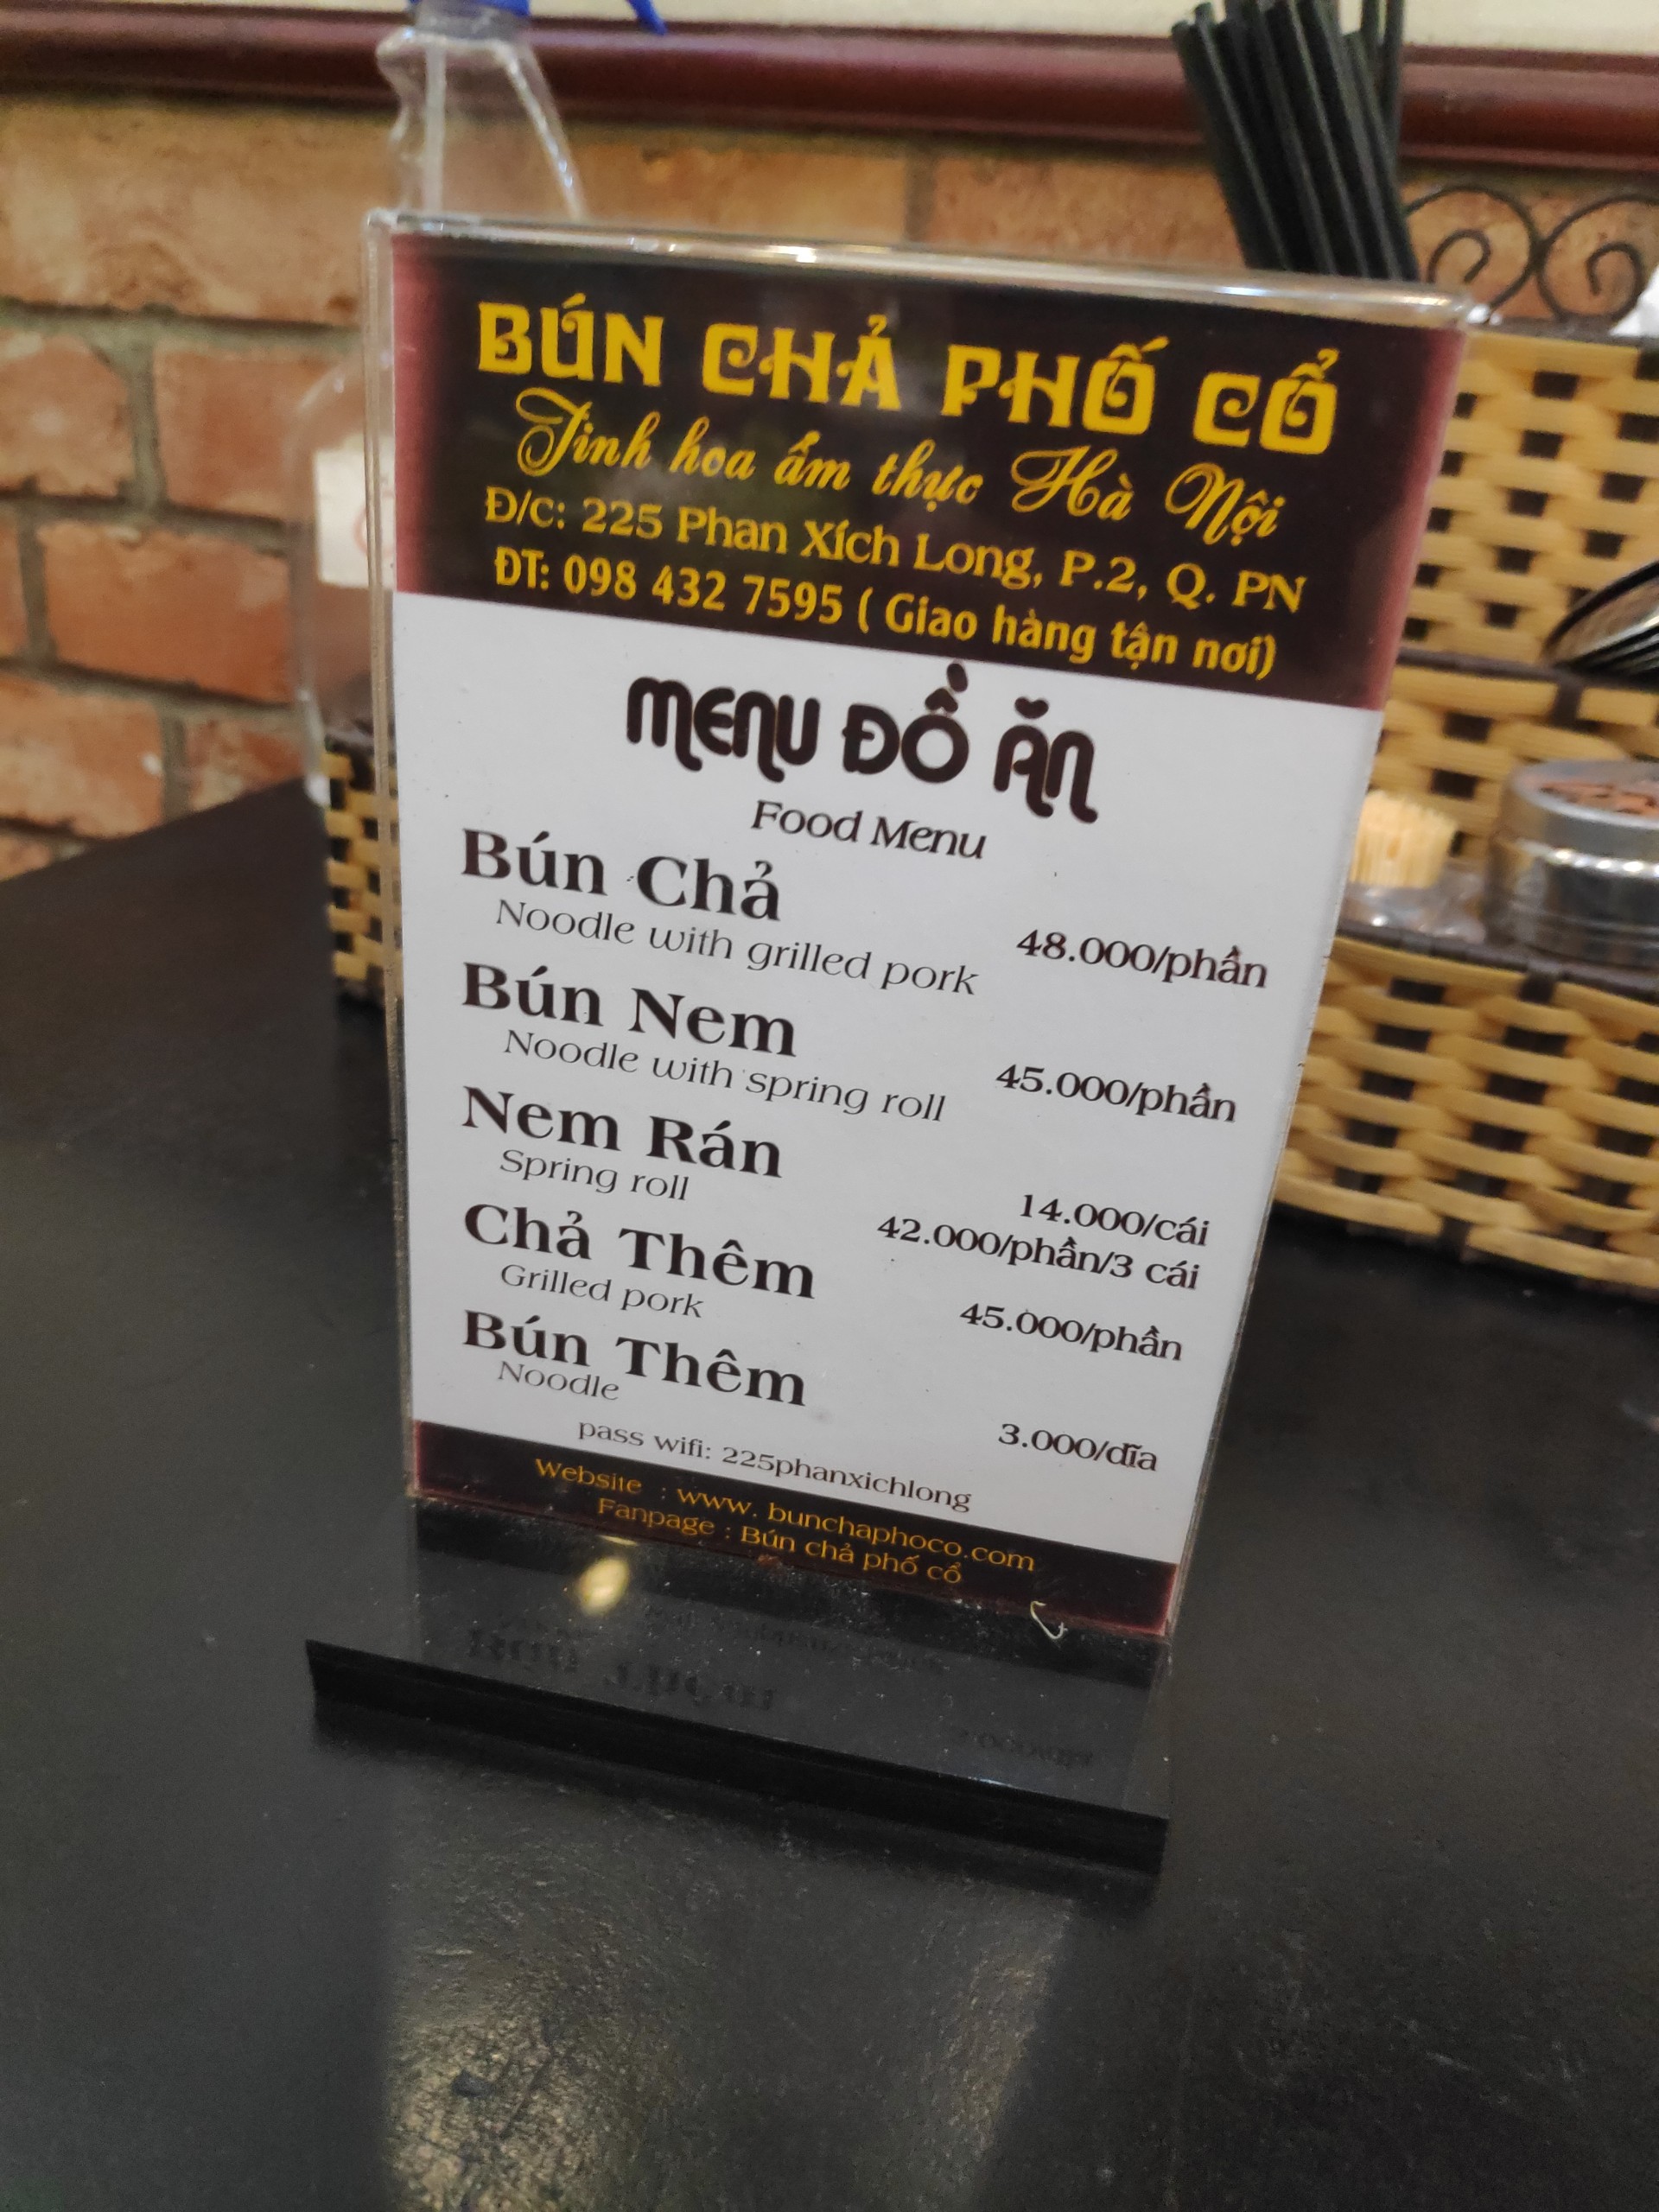 BÚN CHẢ PHỐ CỔ
Tinh hoa ẩm thực Hà Nội
Đ/c: 225 Phan Xích Long, P.2, Q. PN
ĐT: 098 432 7595 ( Giao hàng tận nơi)
MENU ĐỒ ĂN
Food Menu
Bún Chả
Noodle with grilled pork
48.000/phần
Bún Nem
Noodle with spring roll
45.000/phần
Nem Rán
Spring roll
14.000/cái
42.000/phần/3 cái
Chả Thêm
Grilled pork
45.000/phần
Bún Thêm
Noodle
3.000/đĩa
pass wifi: 225phanxichlong
Website : www. bunchaphoco.com
Fanpage : Bún chả phố cổ